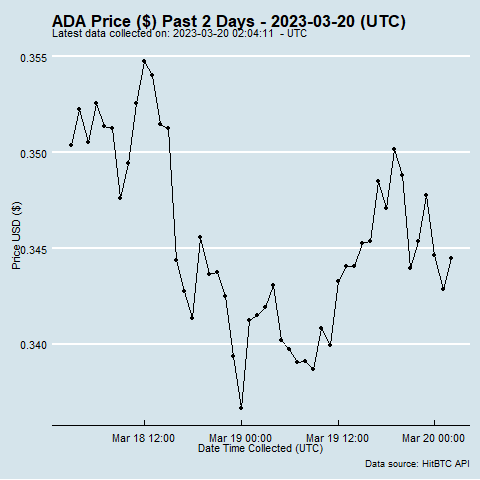 ADA Price ($) Past 2 Days - 2023-03-20 (UTC)
Latest data collected on: 2023-03-20 02:04:11 - UTC
0.355
0.350
0.345
0.340
Price USD ($)
Mar 18 12:00 Mar 19 00:00 Mar 19 12:00 Mar 20 00:00
Date Time Collected (UTC)
Data source: HitBTC API